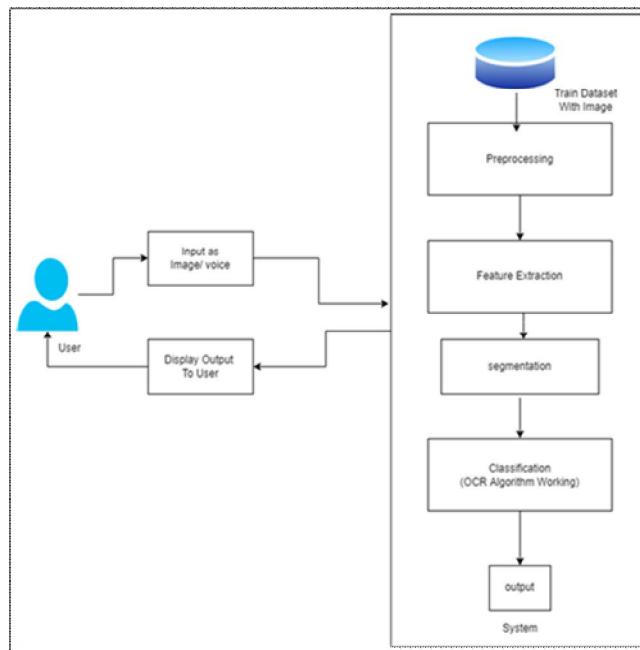 Train Dataset
With Image
Preprocessing
Input as
Image/ voice
Feature Extraction
User
Display Output
To User
segmentation
Classification
(OCR Algorithm Working)
output
System